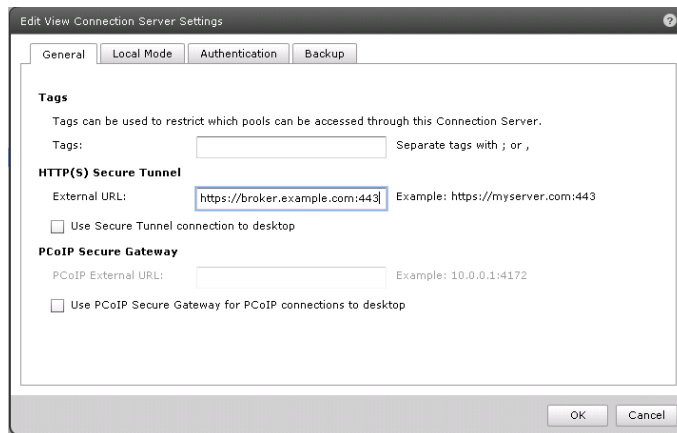 Edit View Connection Server Settings ?
General Local Mode Authentication Backup
Tags
Tags can be used to restrict which pools can be accessed through this Connection Server.
Tags: Separate tags with ; or ,
HTTP(S) Secure Tunnel
External URL: https://broker.example.com:443 Example: https://myserver.com:443
Use Secure Tunnel connection to desktop
PCoIP Secure Gateway
PCoIP External URL: Example: 10.0.0.1:4172
Use PCoIP Secure Gateway for PCoIP connections to desktop
OK Cancel